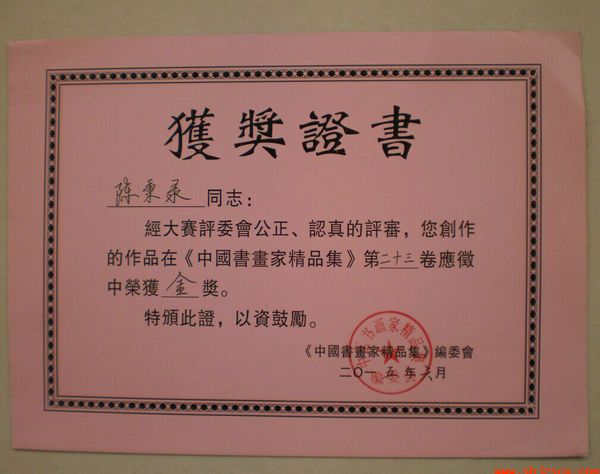 獲獎證書
陈秉录 同志：
經大賽評委會公正、認真的評審，您創作
的作品在《中國書畫家精品集》第二十三卷應徵
中榮獲 金 獎。
特頒此證，以資鼓勵。
《中國書畫家精品集》編委會
二〇一五年六月